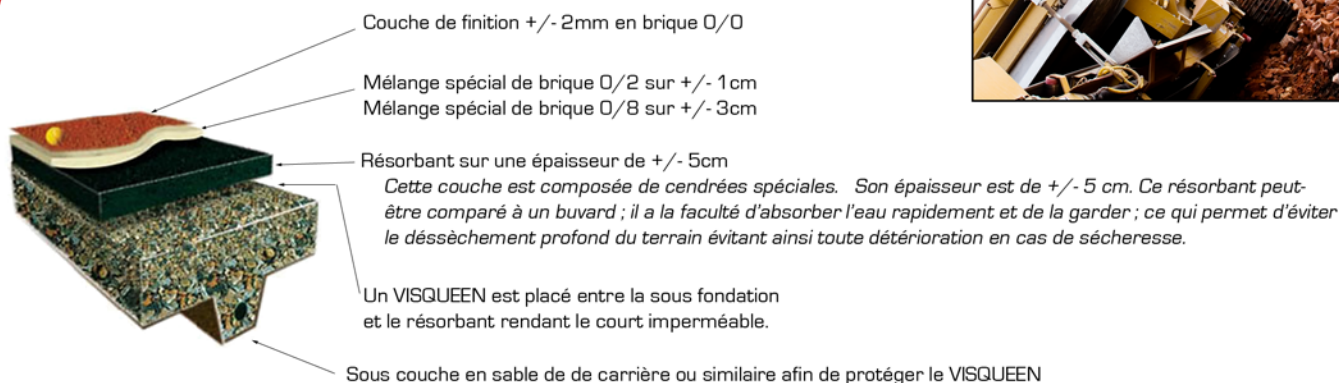 Couche de finition +/- 2mm en brique 0/0
Mélange spécial de brique 0/2 sur +/- 1cm
Mélange spécial de brique 0/8 sur +/- 3cm
Résorbant sur une épaisseur de +/- 5cm
Cette couche est composée de cendrées spéciales. Son épaisseur est de +/- 5 cm. Ce résorbant peut-
être comparé à un buvard ; il a la faculté d'absorber l'eau rapidement et de la garder ; ce qui permet d'éviter
le déssèchement profond du terrain évitant ainsi toute détérioration en cas de sécheresse.
Un VISQUEEN est placé entre la sous fondation
et le résorbant rendant le court imperméable.
Sous couche en sable de de carrière ou similaire afin de protéger le VISQUEEN